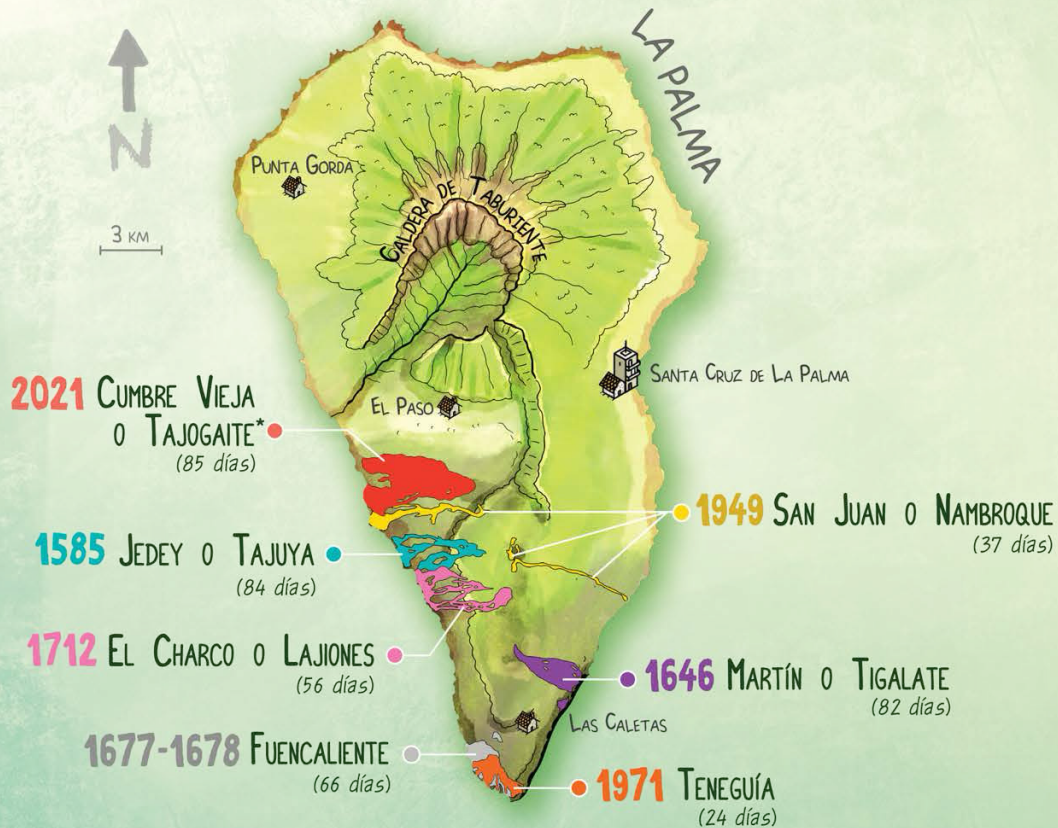 LA PALMA
N
PUNTA GORDA
3 KM
CALDERA DE TABURIENTE
SANTA CRUZ DE LA PALMA
EL PASO
2021 CUMBRE VIEJA
O TAJOGAITE*
(85 días)
1949 SAN JUAN O NAMBROQUE
(37 días)
1585 JEDEY O TAJUYA
(84 días)
1712 EL CHARCO O LAJIONES
(56 días)
1646 MARTÍN O TIGALATE
(82 días)
LAS CALETAS
1677-1678 FUENCALIENTE
(66 días)
1971 TENEGUÍA
(24 días)